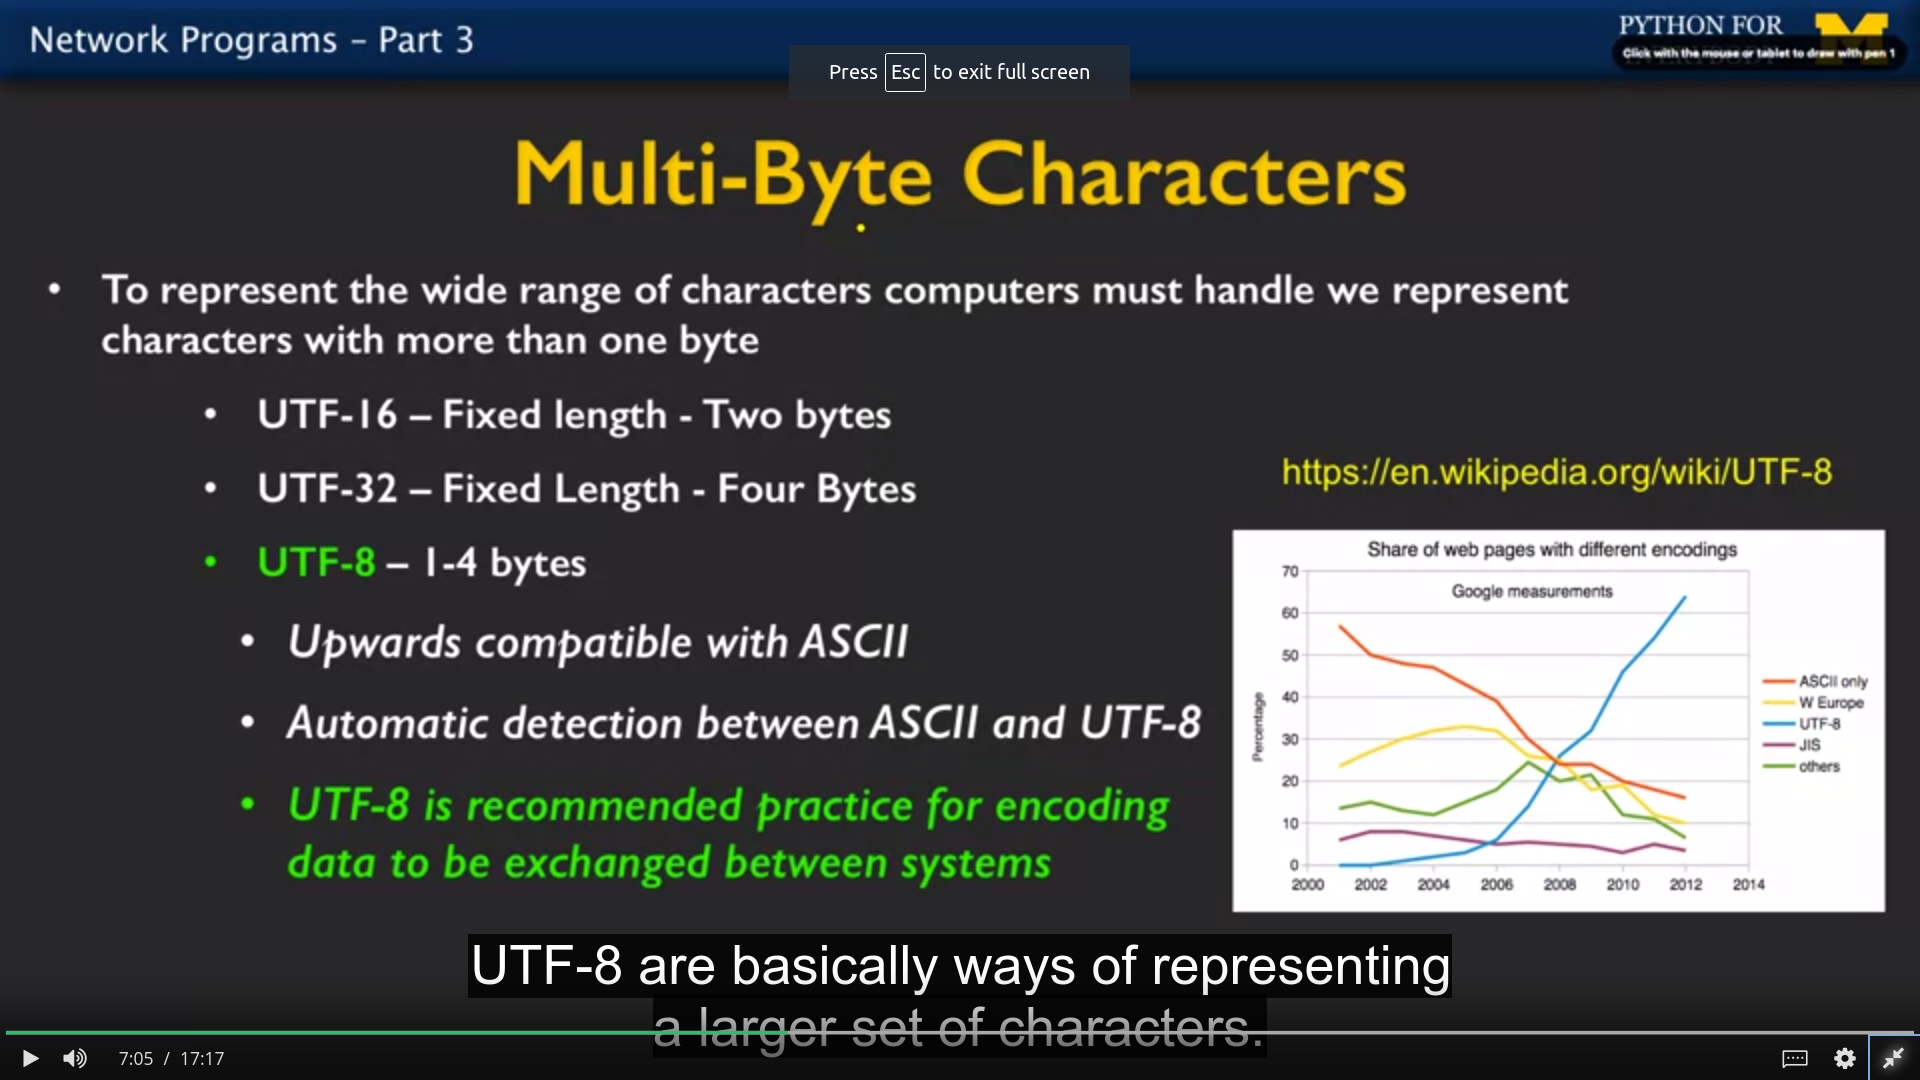 Network Programs – Part 3
PYTHON FOR
Click with the mouse or tablet to draw with pen 1
Press Esc to exit full screen
Multi-Byte Characters
• To represent the wide range of characters computers must handle we represent
characters with more than one byte
• UTF-16 – Fixed length - Two bytes
• UTF-32 – Fixed Length - Four Bytes
• UTF-8 – 1-4 bytes
• Upwards compatible with ASCII
• Automatic detection between ASCII and UTF-8
• UTF-8 is recommended practice for encoding
data to be exchanged between systems
https://en.wikipedia.org/wiki/UTF-8
Share of web pages with different encodings
Google measurements
Percentage
70
60
50
40
30
20
10
0
2000 2002 2004 2006 2008 2010 2012 2014
ASCII only
W Europe
UTF-8
JIS
others
UTF-8 are basically ways of representing
a larger set of characters.
7:05 / 17:17